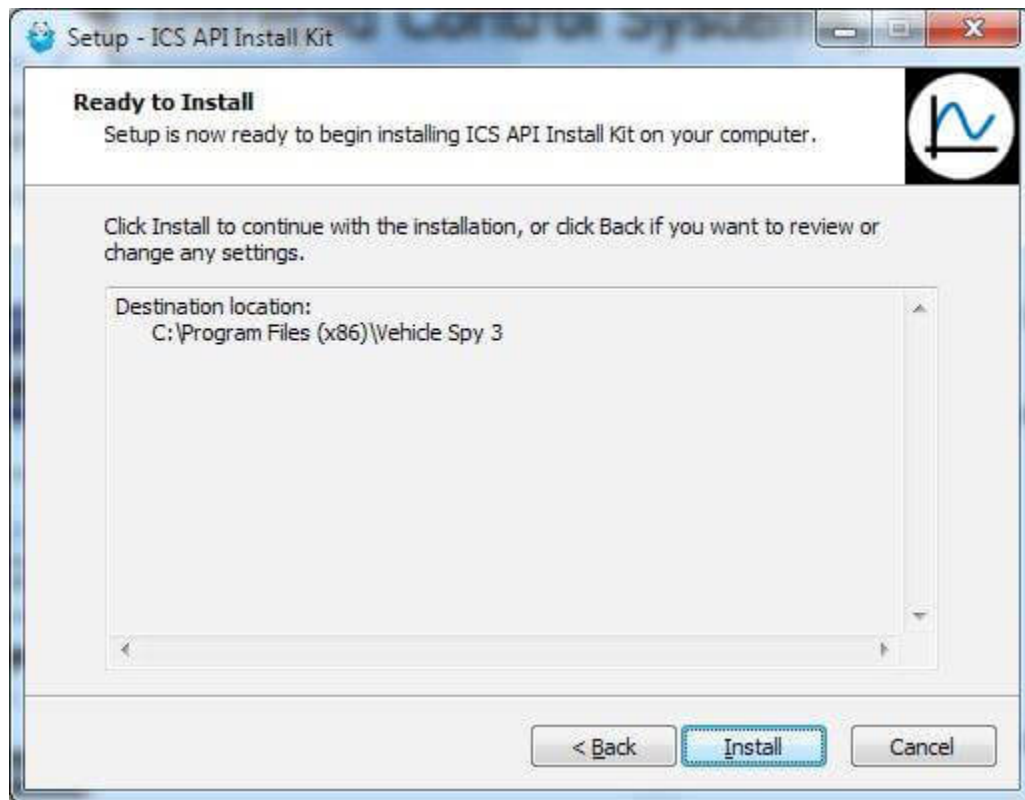 Setup - ICS API Install Kit
Ready to Install
Setup is now ready to begin installing ICS API Install Kit on your computer.
Click Install to continue with the installation, or click Back if you want to review or
change any settings.
Destination location:
C:\Program Files (x86)\Vehicle Spy 3
< Back
Install
Cancel